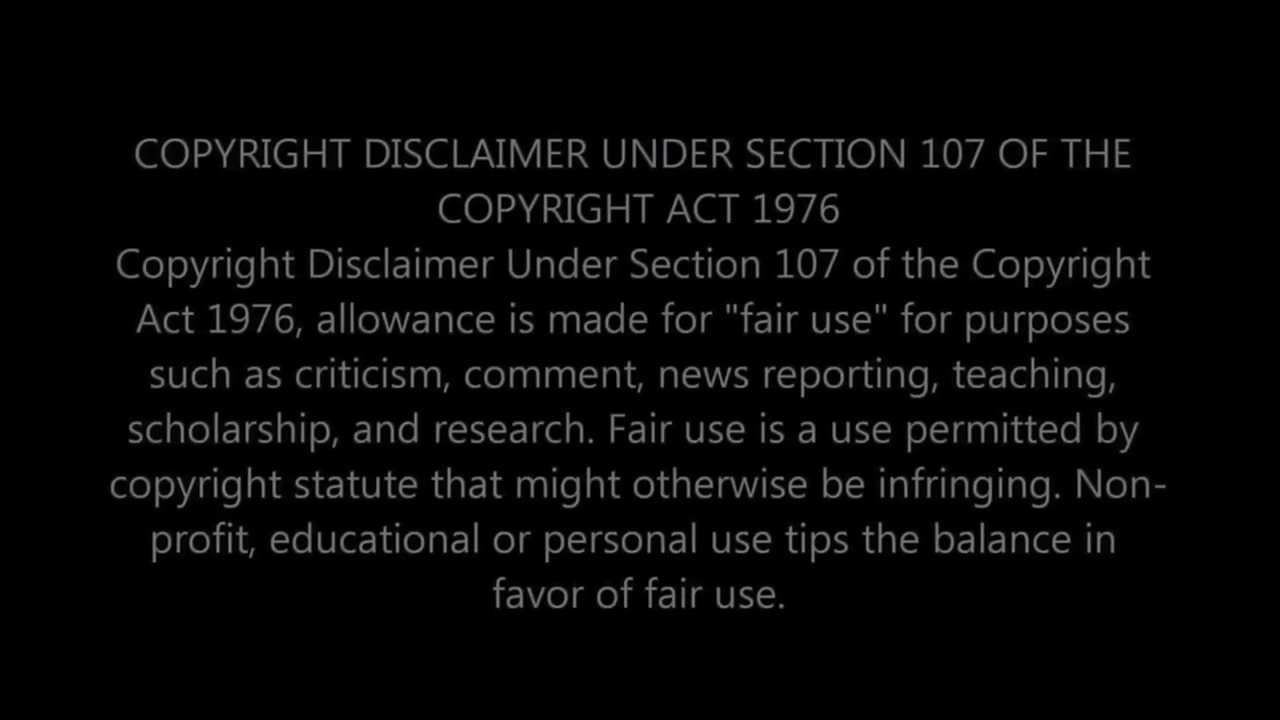 COPYRIGHT DISCLAIMER UNDER SECTION 107 OF THE
COPYRIGHT ACT 1976
Copyright Disclaimer Under Section 107 of the Copyright
Act 1976, allowance is made for "fair use" for purposes
such as criticism, comment, news reporting, teaching,
scholarship, and research. Fair use is a use permitted by
copyright statute that might otherwise be infringing. Non-
profit, educational or personal use tips the balance in
favor of fair use.